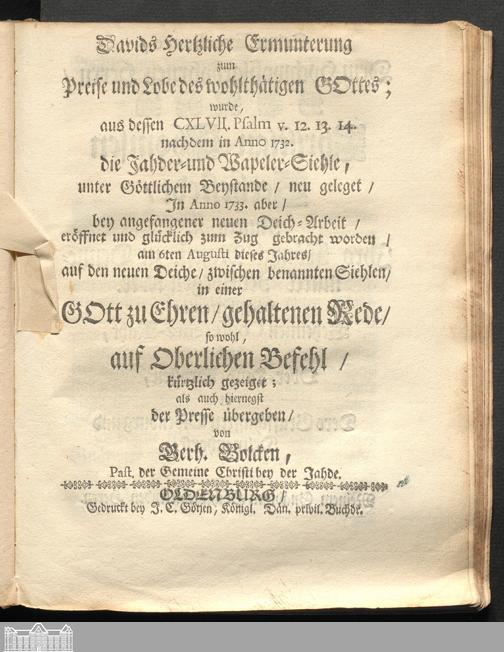 Davids Hertzliche Ermunterung
zum
Preise und Lobe des wohlthätigen GOttes;
wurde,
aus dessen CXLVII. Psalm v. 12. 13. 14.
nachdem in Anno 1732.
die Jahder-und Wapeler-Siehle,
unter Göttlichem Beystande / neu geleget /
In Anno 1733. aber /
bey angefangener neuen Deich-Arbeit /
eröffnet und glücklich zum Zug gebracht worden /
am 6ten Augusti dieses Jahres/
auf den neuen Deiche/ zwischen benannten Siehlen/
in einer
GOtt zu Ehren/ gehaltenen Rede/
so wohl,
auf Oberlichen Befehl /
kürtzlich gezeiget;
als auch hiernegst
der Presse übergeben/
von
Gerh. Bolcken,
Past. der Gemeine Christi bey der Jahde.
OLDENBURG/
Gedruckt bey J. C. Götjen, Königl. Dän. privil. Buchdr.